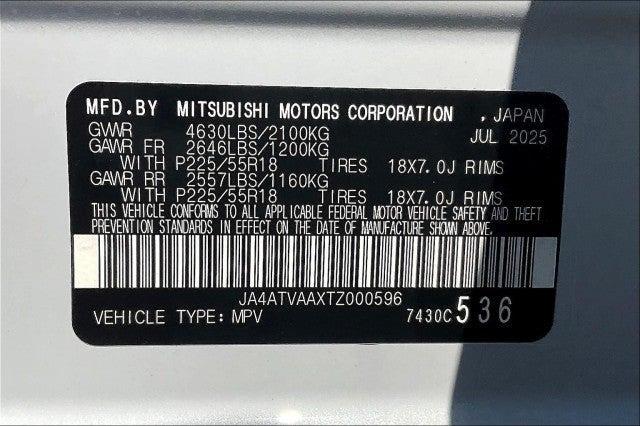 MFD.BY MITSUBISHI MOTORS CORPORATION , JAPAN
GVWR 4630LBS/2100KG JUL 2025
GAWR FR 2646LBS/1200KG
WITH P225/55R18 TIRES 18X7.0J RIMS
GAWR RR 2557LBS/1160KG
WITH P225/55R18 TIRES 18X7.0J RIMS
THIS VEHICLE CONFORMS TO ALL APPLICABLE FEDERAL MOTOR VEHICLE SAFETY AND THEFT
PREVENTION STANDARDS IN EFFECT ON THE DATE OF MANUFACTURE SHOWN ABOVE.
JA4ATVAAXTZ000596
VEHICLE TYPE: MPV 7430C 536